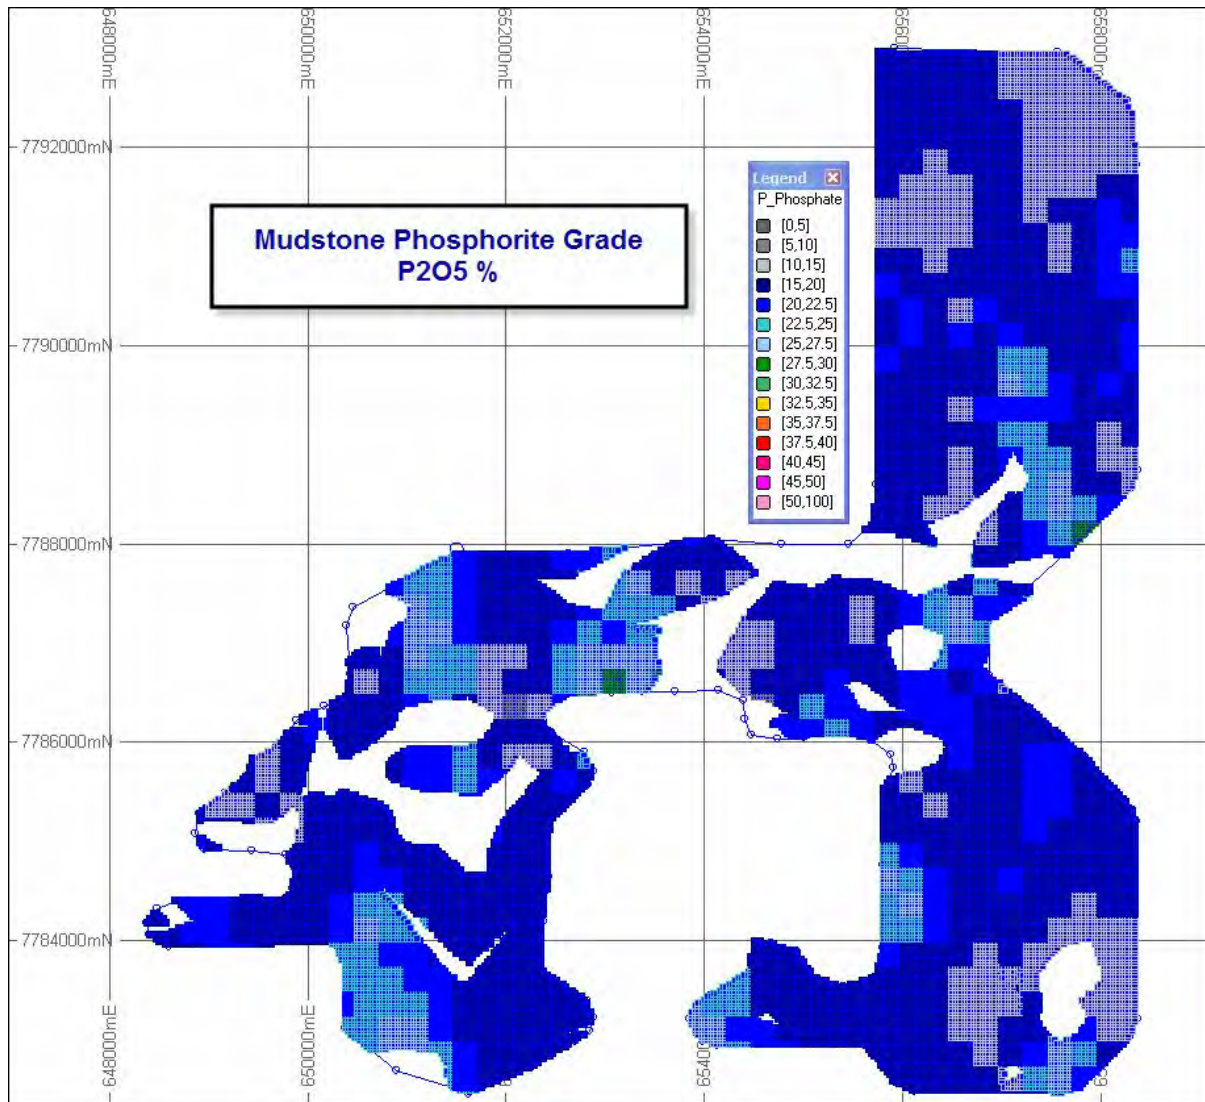 648000mE
650000mE
652000mE
654000mE
658000mE
7792000mN
Legend
P_Phosphate
[0.5]
[5,10]
[10,15]
[15,20]
[20,22.5]
[22.5,25]
[25,27.5]
[27.5,30]
[30,32.5]
[32.5,35]
[35,37.5]
[37.5,40]
[40,45]
[45,50]
[50,100]
Mudstone Phosphorite Grade
P2O5 %
7790000mN
7788000mN
7786000mN
7784000mN
648000mE
650000mE